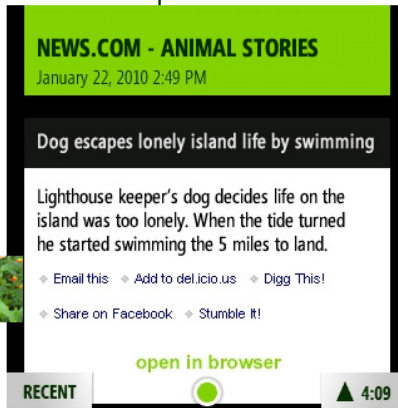 NEWS.COM - ANIMAL STORIES
January 22, 2010 2:49 PM
Dog escapes lonely island life by swimming
Lighthouse keeper's dog decides life on the
island was too lonely. When the tide turned
he started swimming the 5 miles to land.
Email this Add to del.icio.us Digg This!
Share on Facebook Stumble It!
open in browser
RECENT 4:09